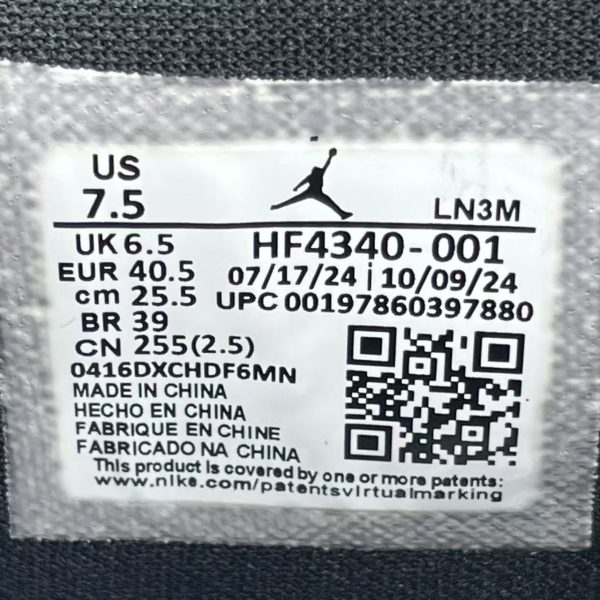 US
7.5
LN3M
UK 6.5
HF4340-001
EUR 40.5
07/17/24 | 10/09/24
cm 25.5
UPC 00197860397880
BR 39
CN 255(2.5)
0416DXCHDF6MN
MADE IN CHINA
HECHO EN CHINA
FABRIQUE EN CHINE
FABRICADO NA CHINA
This product is covered by one or more patents:
www.nike.com/patentsvirtualmarking